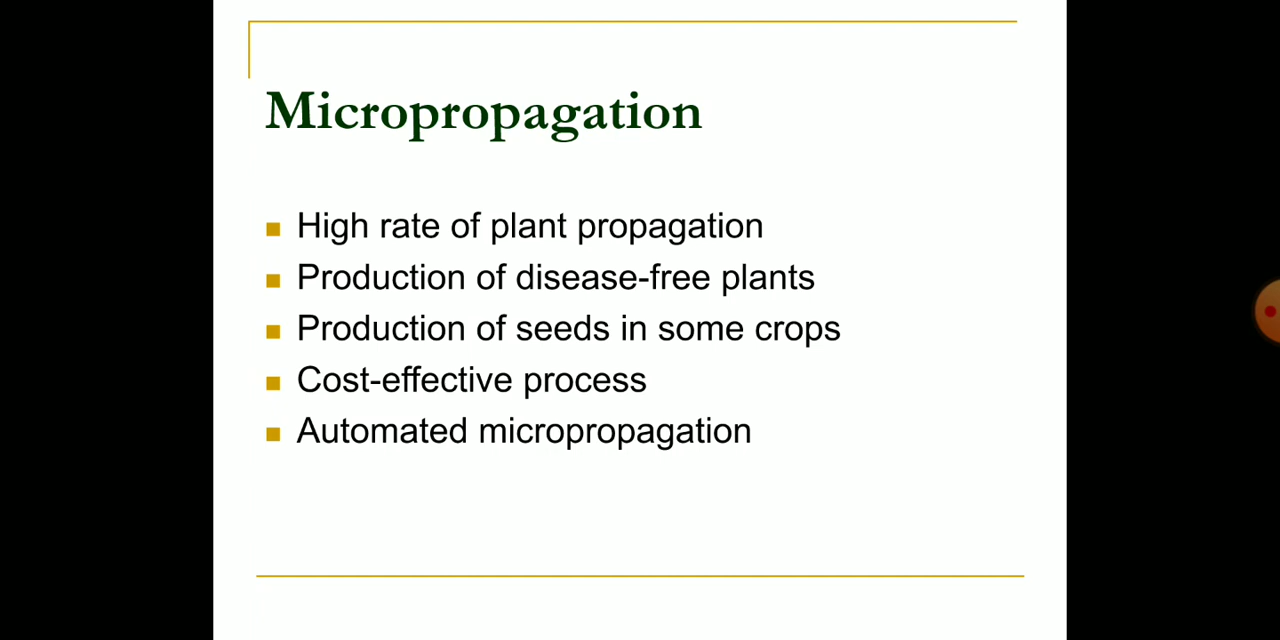 Micropropagation
High rate of plant propagation
Production of disease-free plants
Production of seeds in some crops
Cost-effective process
Automated micropropagation